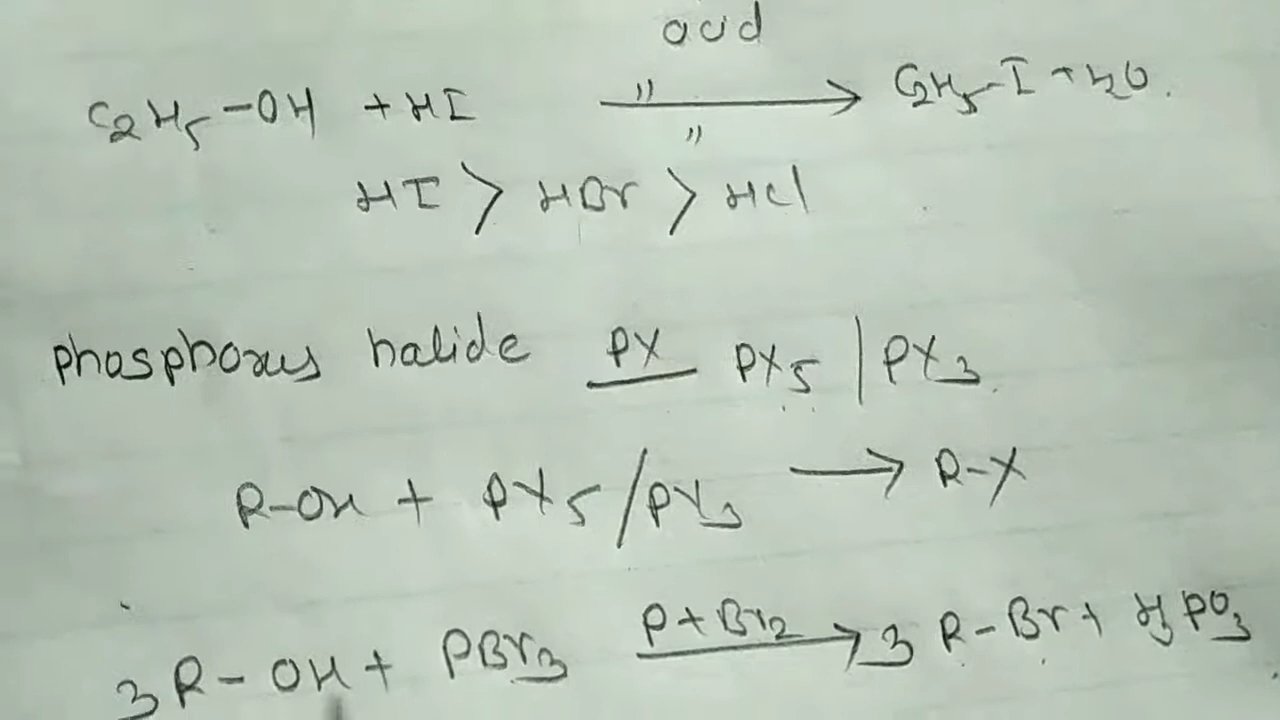 acid
C2H5-OH + HI " ⟶ " C2H5-I + H2O.
HI > HBr > HCl
phosphorus halide PX PX5 | PX3
R-OH + PX5/PX3 ⟶ R-X
3R-OH + PBr3 P+Br2 ⟶ 3 R-Br + H3PO3